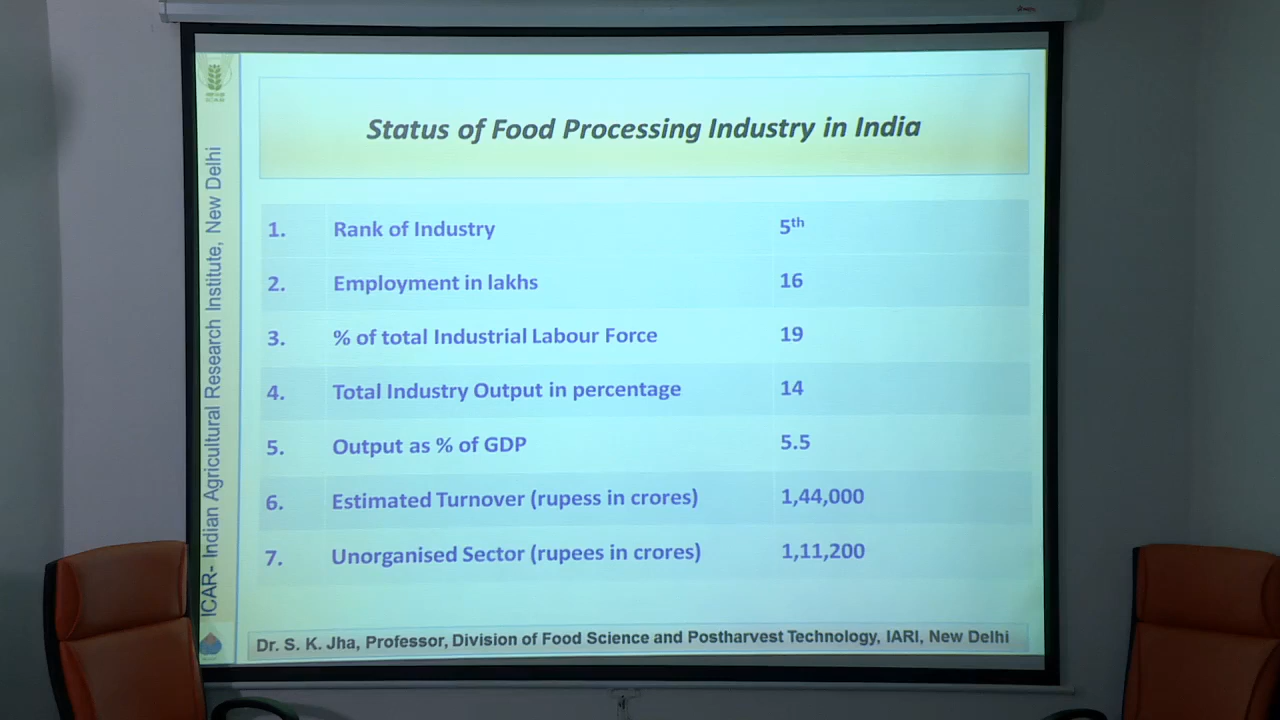 Status of Food Processing Industry in India
1. Rank of Industry 5th
2. Employment in lakhs 16
3. % of total Industrial Labour Force 19
4. Total Industry Output in percentage 14
5. Output as % of GDP 5.5
6. Estimated Turnover (rupess in crores) 1,44,000
7. Unorganised Sector (rupees in crores) 1,11,200
ICAR- Indian Agricultural Research Institute, New Delhi
Dr. S. K. Jha, Professor, Division of Food Science and Postharvest Technology, IARI, New Delhi